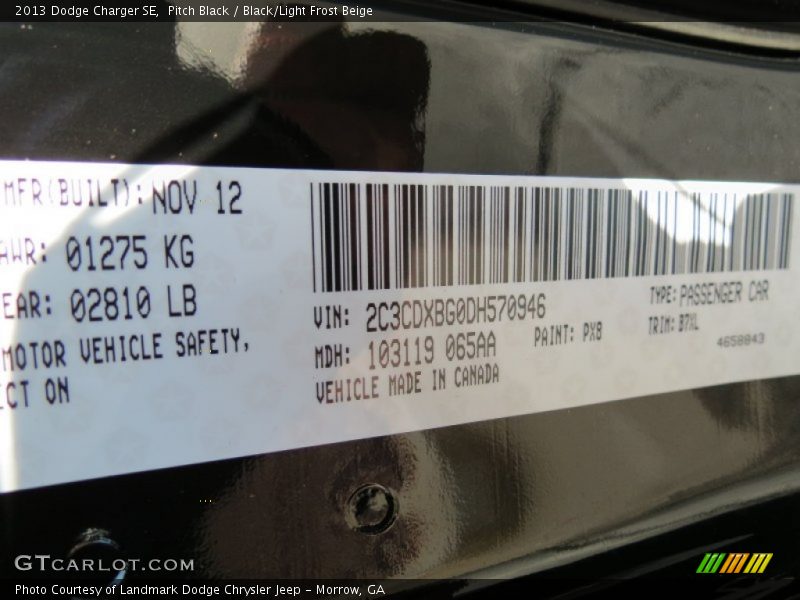 2013 Dodge Charger SE, Pitch Black / Black/Light Frost Beige
MFR(BUILT): NOV 12
AWR: 01275 KG
EAR: 02810 LB
MOTOR VEHICLE SAFETY,
ECT ON
VIN: 2C3CDXBG0DH570946
MDH: 103119 065AA
PAINT: PX8
VEHICLE MADE IN CANADA
TYPE: PASSENGER CAR
TRIM: B7XL
4658843
GTCARLOT.COM
Photo Courtesy of Landmark Dodge Chrysler Jeep - Morrow, GA